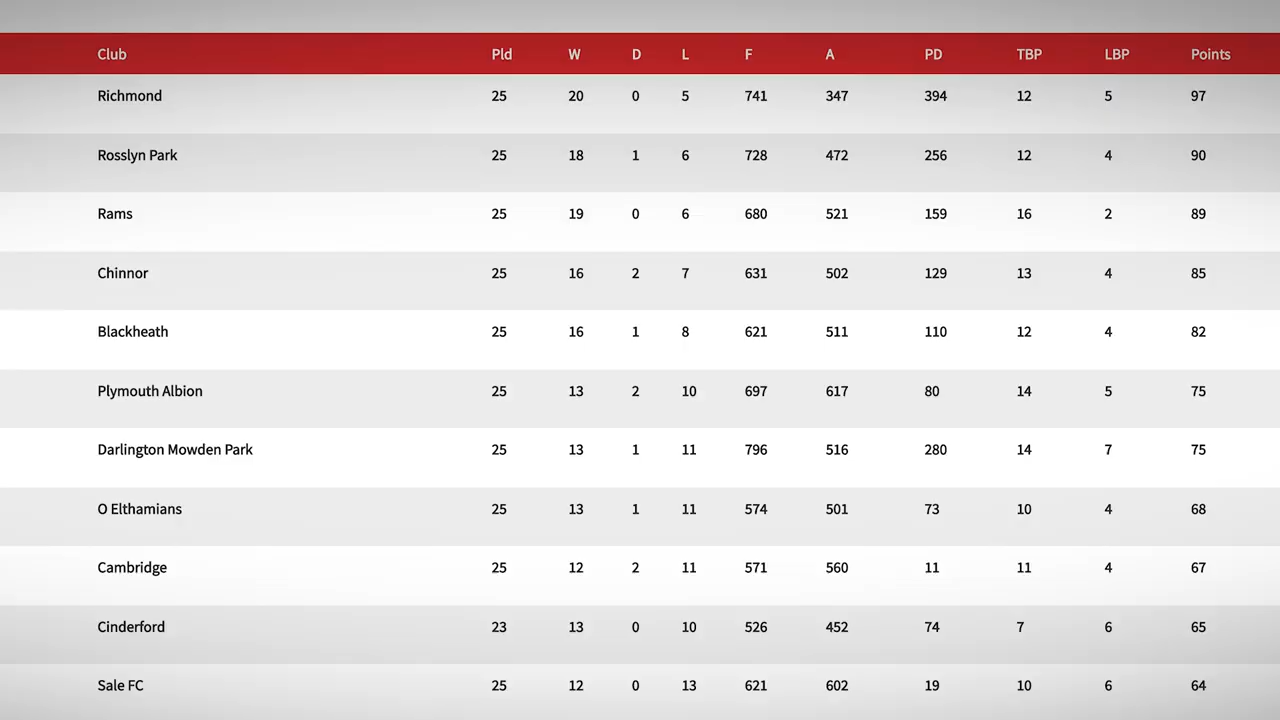 Club Pld W D L F A PD TBP LBP Points
Richmond 25 20 0 5 741 347 394 12 5 97
Rosslyn Park 25 18 1 6 728 472 256 12 4 90
Rams 25 19 0 6 680 521 159 16 2 89
Chinnor 25 16 2 7 631 502 129 13 4 85
Blackheath 25 16 1 8 621 511 110 12 4 82
Plymouth Albion 25 13 2 10 697 617 80 14 5 75
Darlington Mowden Park 25 13 1 11 796 516 280 14 7 75
O Elthamians 25 13 1 11 574 501 73 10 4 68
Cambridge 25 12 2 11 571 560 11 11 4 67
Cinderford 23 13 0 10 526 452 74 7 6 65
Sale FC 25 12 0 13 621 602 19 10 6 64